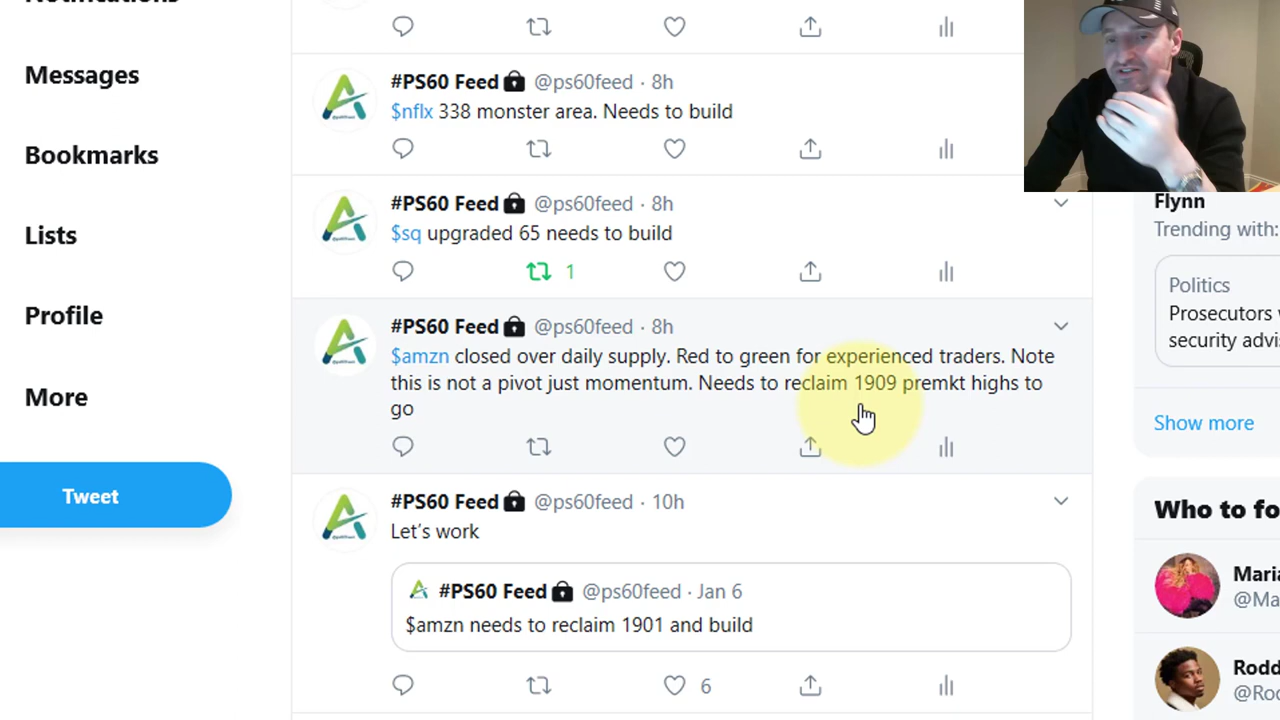 Notifications
Messages
Bookmarks
Lists
Profile
More
Tweet
#PS60 Feed @ps60feed · 8h
$nflx 338 monster area. Needs to build
#PS60 Feed @ps60feed · 8h
$sq upgraded 65 needs to build
1
#PS60 Feed @ps60feed · 8h
$amzn closed over daily supply. Red to green for experienced traders. Note
this is not a pivot just momentum. Needs to reclaim 1909 premkt highs to
go
#PS60 Feed @ps60feed · 10h
Let's work
#PS60 Feed @ps60feed · Jan 6
$amzn needs to reclaim 1901 and build
6
Flynn
Trending with:
Politics
Prosecutors
security advis
Show more
Who to fo
Maria
@Ma
Rodd
@Ro